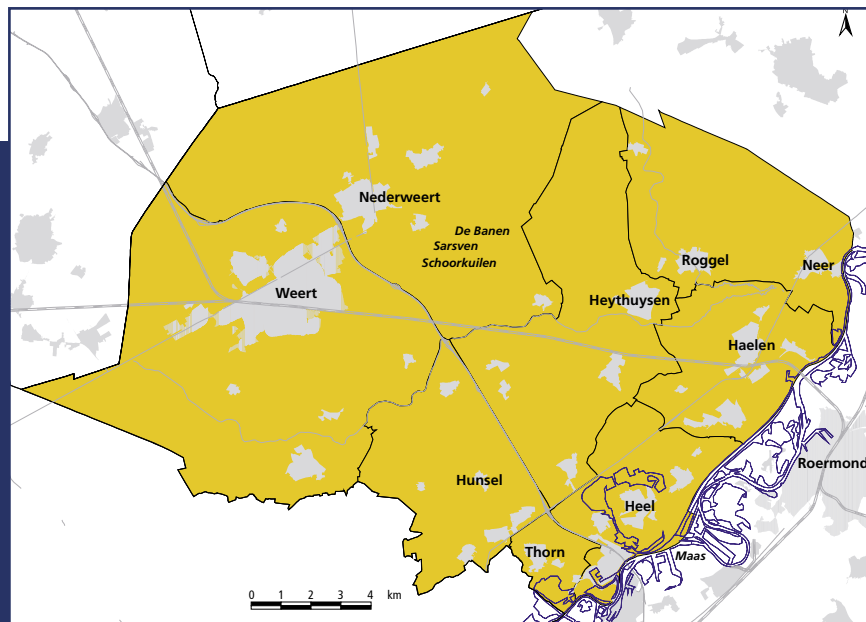 N
Nederweert
De Banen
Sarsven
Schoorkuilen
Roggel
Neer
Weert
Heythuysen
Haelen
Roermond
Hunsel
Heel
Thorn
Maas
0 1 2 3 4 km